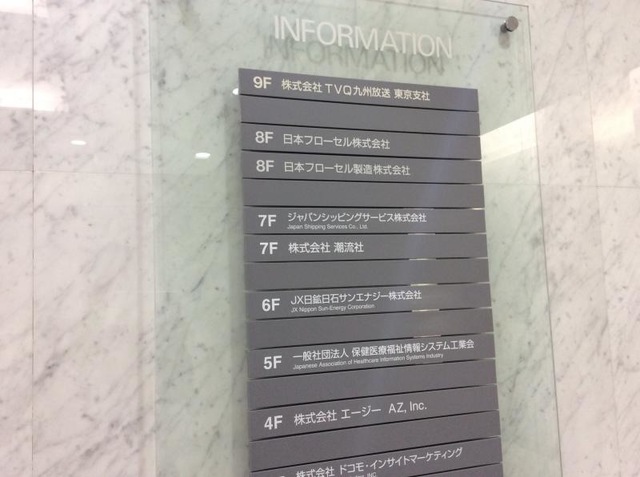 INFORMATION
9F 株式会社 TVQ九州放送 東京支社
8F 日本フローセル株式会社
8F 日本フローセル製造株式会社
7F ジャパンシッピングサービス株式会社
Japan Shipping Services Co., Ltd.
7F 株式会社 潮流社
6F JX日鉱日石サンエナジー株式会社
JX Nippon Sun-Energy Corporation
5F 一般社団法人 保健医療福祉情報システム工業会
Japanese Association of Healthcare Information Systems Industry
4F 株式会社 エージー AZ, Inc.
株式会社 ドコモ・インサイトマーケティング
INC.